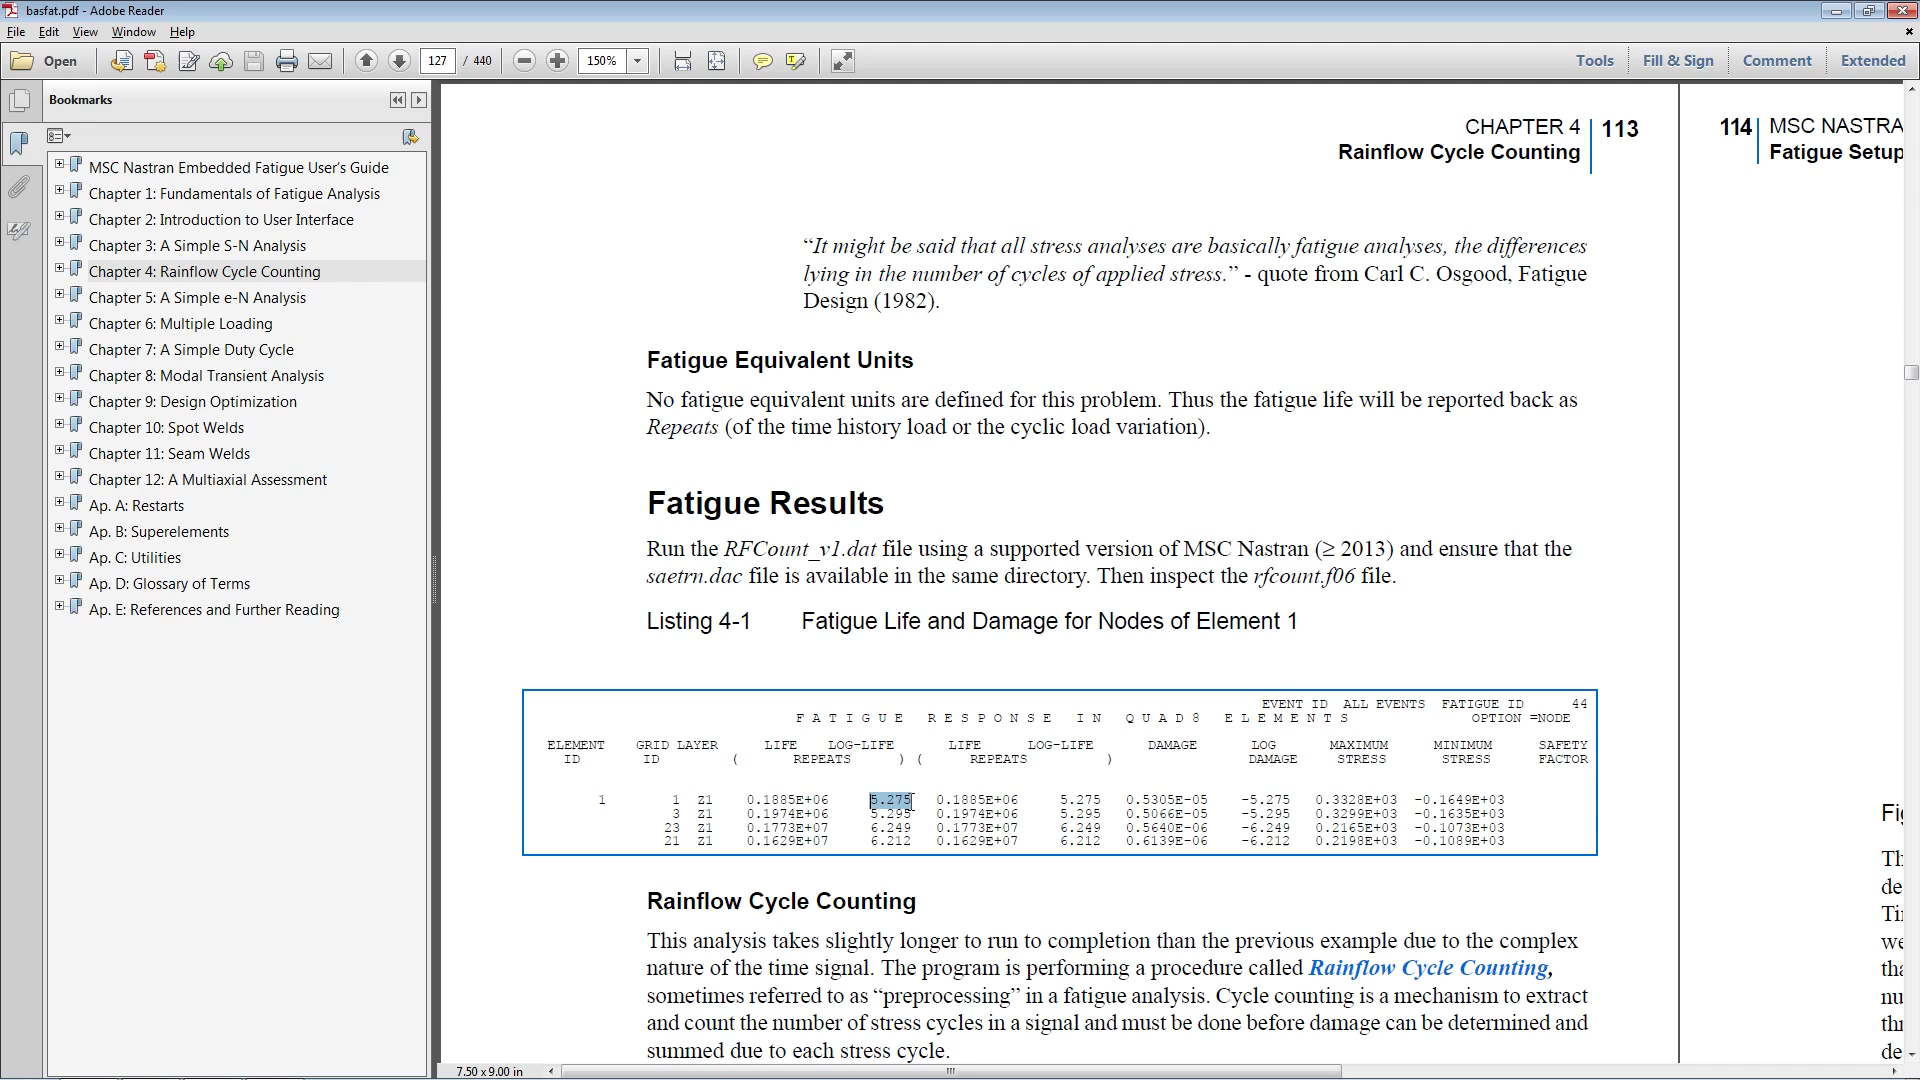 basfat.pdf - Adobe Reader
File Edit View Window Help
Open 127 / 440 150% Tools Fill & Sign Comment Extended
Bookmarks
MSC Nastran Embedded Fatigue User's Guide
Chapter 1: Fundamentals of Fatigue Analysis
Chapter 2: Introduction to User Interface
Chapter 3: A Simple S-N Analysis
Chapter 4: Rainflow Cycle Counting
Chapter 5: A Simple e-N Analysis
Chapter 6: Multiple Loading
Chapter 7: A Simple Duty Cycle
Chapter 8: Modal Transient Analysis
Chapter 9: Design Optimization
Chapter 10: Spot Welds
Chapter 11: Seam Welds
Chapter 12: A Multiaxial Assessment
Ap. A: Restarts
Ap. B: Superelements
Ap. C: Utilities
Ap. D: Glossary of Terms
Ap. E: References and Further Reading
CHAPTER 4 113
Rainflow Cycle Counting
“It might be said that all stress analyses are basically fatigue analyses, the differences
lying in the number of cycles of applied stress.” - quote from Carl C. Osgood, Fatigue
Design (1982).
Fatigue Equivalent Units
No fatigue equivalent units are defined for this problem. Thus the fatigue life will be reported back as
Repeats (of the time history load or the cyclic load variation).
Fatigue Results
Run the RFCount_v1.dat file using a supported version of MSC Nastran (≥ 2013) and ensure that the
saetrn.dac file is available in the same directory. Then inspect the rfcount.f06 file.
Listing 4-1 Fatigue Life and Damage for Nodes of Element 1
EVENT ID ALL EVENTS FATIGUE ID 44
F A T I G U E R E S P O N S E I N Q U A D 8 E L E M E N T S OPTION =NODE
ELEMENT GRID LAYER LIFE LOG-LIFE LIFE LOG-LIFE DAMAGE LOG MAXIMUM MINIMUM SAFETY
ID ID ( REPEATS ) ( REPEATS ) DAMAGE STRESS STRESS FACTOR
1 1 Z1 0.1885E+06 5.275 0.1885E+06 5.275 0.5305E-05 -5.275 0.3328E+03 -0.1649E+03
3 Z1 0.1974E+06 5.295 0.1974E+06 5.295 0.5066E-05 -5.295 0.3299E+03 -0.1635E+03
23 Z1 0.1773E+07 6.249 0.1773E+07 6.249 0.5640E-06 -6.249 0.2165E+03 -0.1073E+03
21 Z1 0.1629E+07 6.212 0.1629E+07 6.212 0.6139E-06 -6.212 0.2198E+03 -0.1089E+03
Rainflow Cycle Counting
This analysis takes slightly longer to run to completion than the previous example due to the complex
nature of the time signal. The program is performing a procedure called Rainflow Cycle Counting,
sometimes referred to as “preprocessing” in a fatigue analysis. Cycle counting is a mechanism to extract
and count the number of stress cycles in a signal and must be done before damage can be determined and
summed due to each stress cycle.
114 MSC NASTRA
Fatigue Setup
Fi
Th
de
Ti
we
tha
nu
thr
de
7.50 x 9.00 in